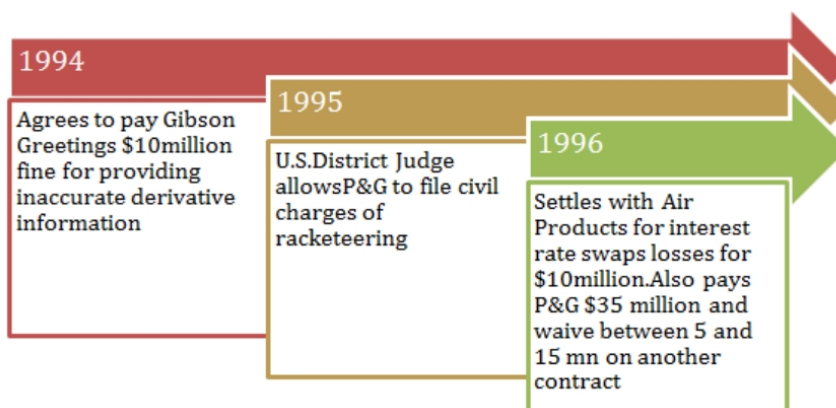 1994
Agrees to pay Gibson
Greetings $10million
fine for providing
inaccurate derivative
information
1995
U.S.District Judge
allowsP&G to file civil
charges of
racketeering
1996
Settles with Air
Products for interest
rate swaps losses for
$10million.Also pays
P&G $35 million and
waive between 5 and
15 mn on another
contract